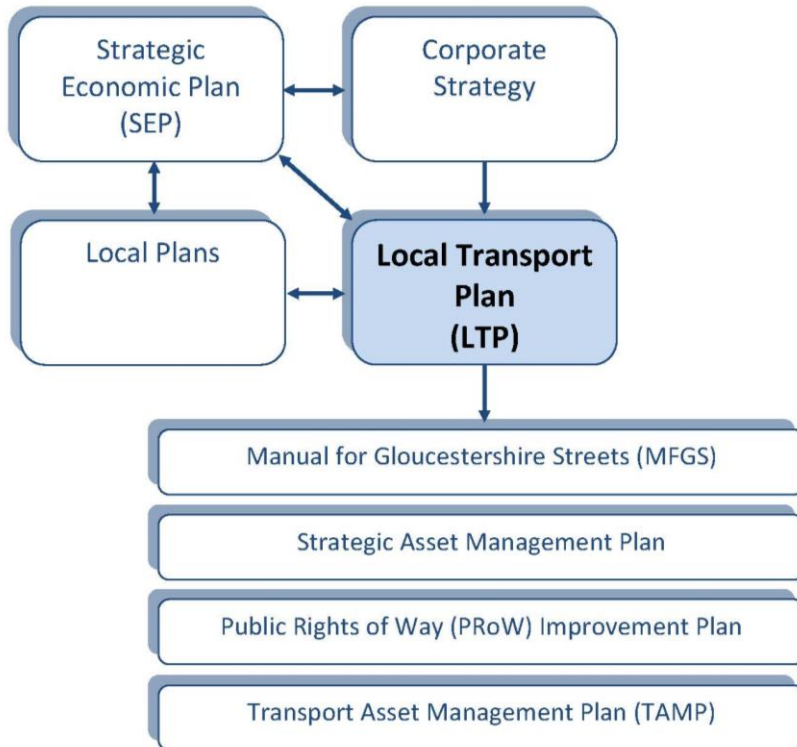 Strategic
Economic Plan
(SEP)
Corporate
Strategy
Local Plans
Local Transport
Plan
(LTP)
Manual for Gloucestershire Streets (MFGS)
Strategic Asset Management Plan
Public Rights of Way (PRoW) Improvement Plan
Transport Asset Management Plan (TAMP)